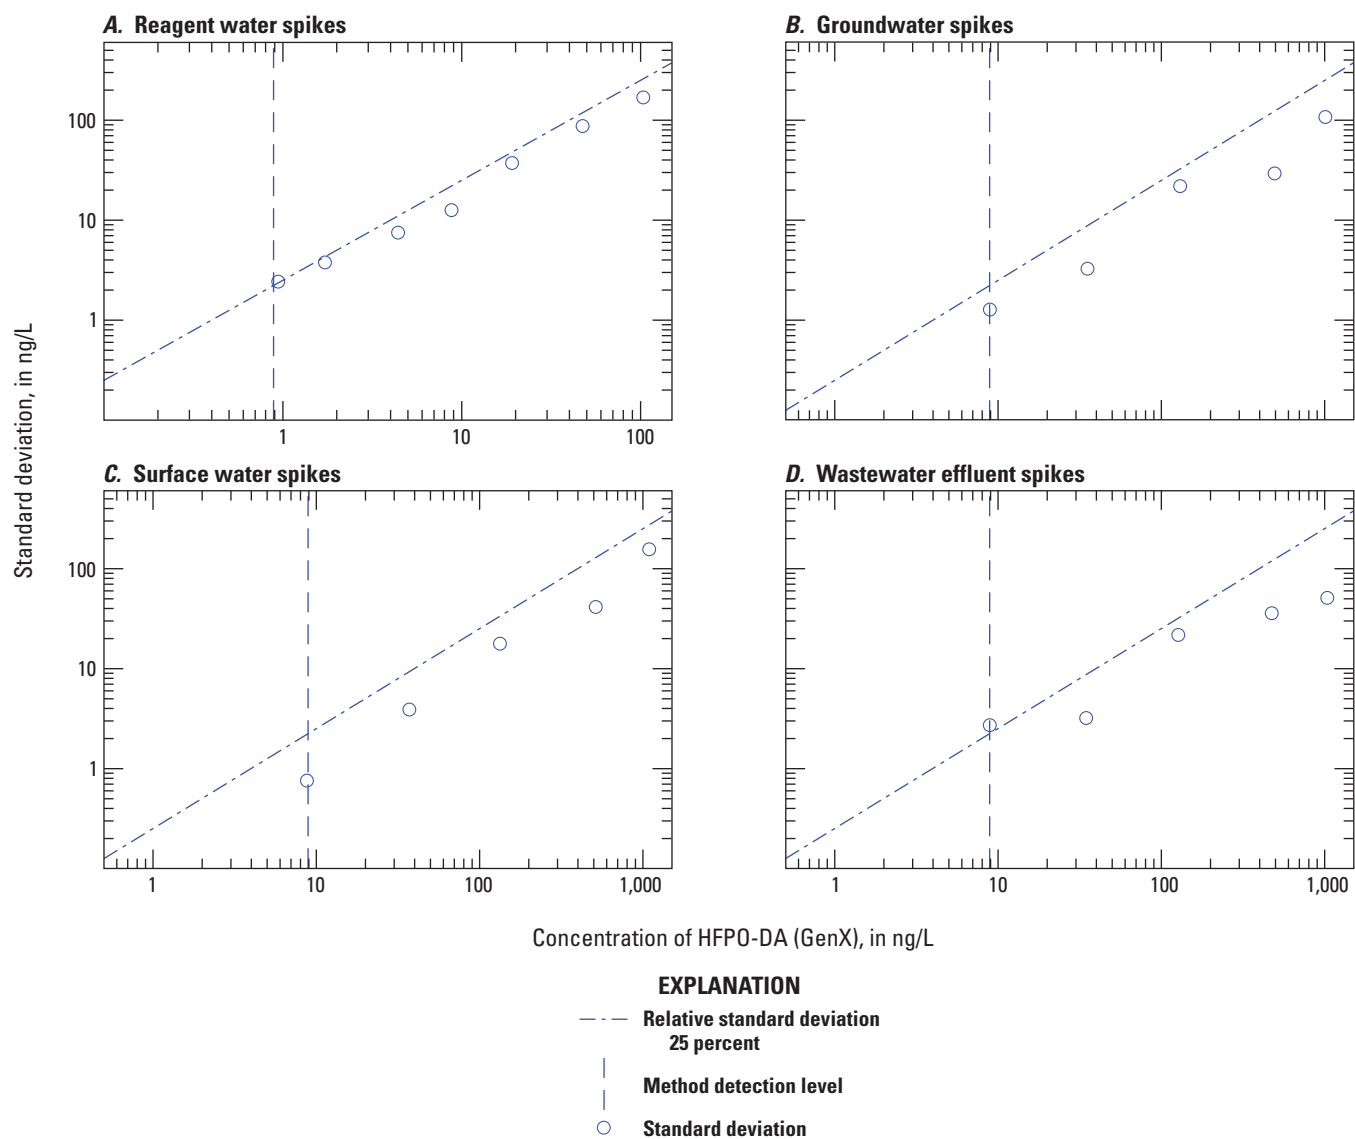 A. Reagent water spikes
B. Groundwater spikes
100
10
1
1 10 100
C. Surface water spikes
D. Wastewater effluent spikes
100
10
1
1 10 100 1,000
1 10 100 1,000
Standard deviation, in ng/L
Concentration of HFPO-DA (GenX), in ng/L
EXPLANATION
Relative standard deviation
25 percent
Method detection level
Standard deviation